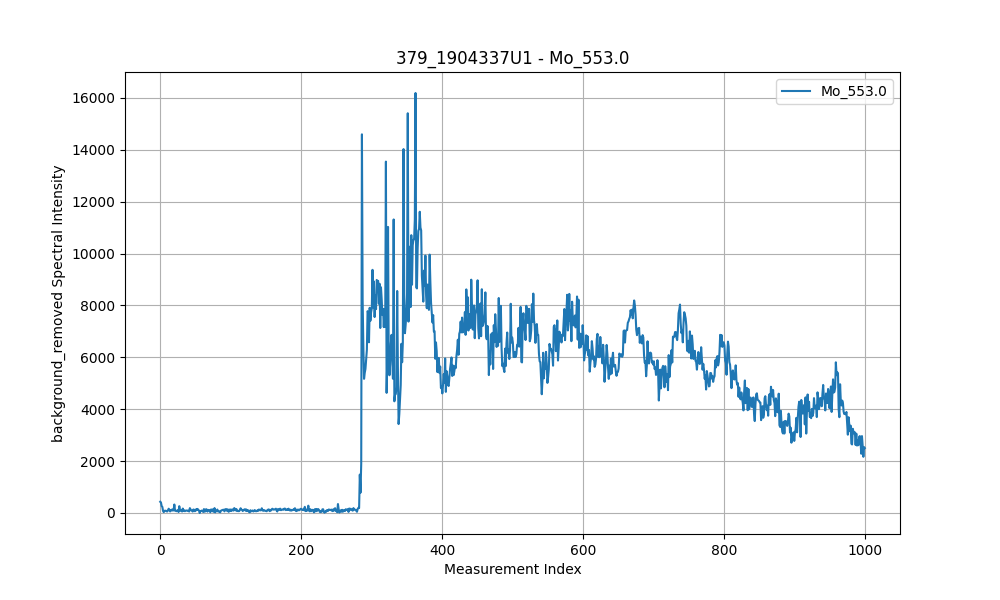 379_1904337U1 - Mo_553.0
Mo_553.0
background_removed Spectral Intensity
16000
14000
12000
10000
8000
6000
4000
2000
0
0 200 400 600 800 1000
Measurement Index